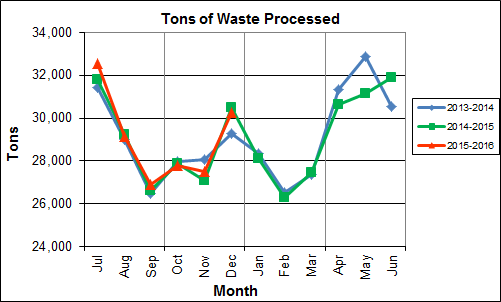 Tons of Waste Processed
34,000
32,000
30,000
28,000
26,000
24,000
Tons
Jul
Aug
Sep
Oct
Nov
Dec
Jan
Feb
Mar
Apr
May
Jun
Month
2013-2014
2014-2015
2015-2016